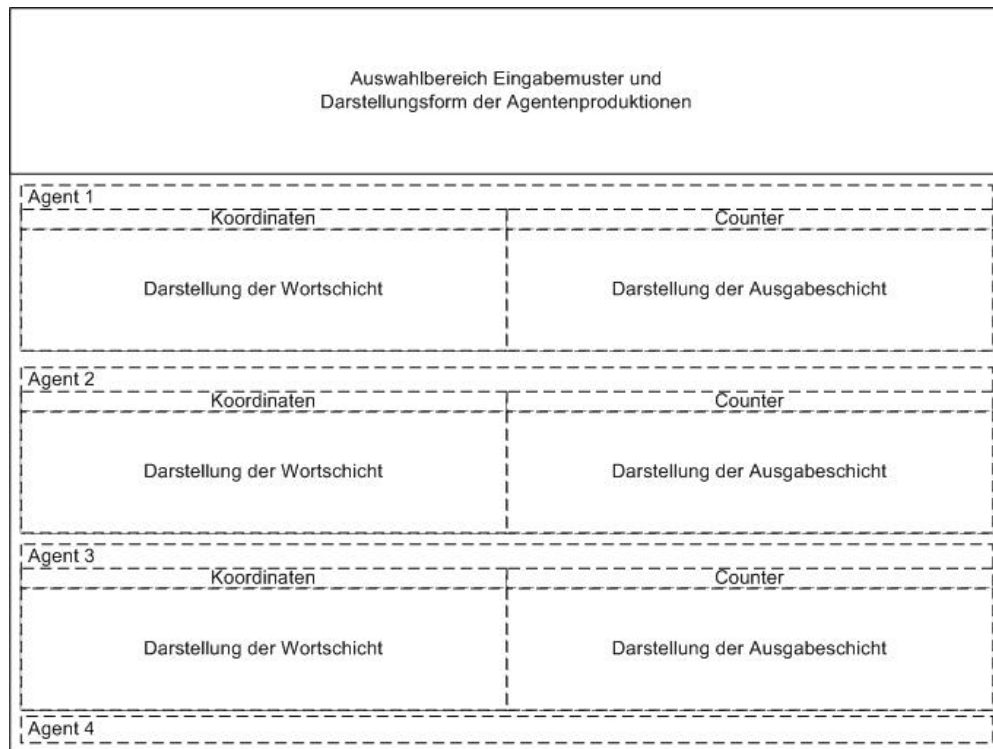 Auswahlbereich Eingabemuster und
Darstellungsform der Agentenproduktionen
Agent 1
Koordinaten Counter
Darstellung der Wortschicht Darstellung der Ausgabeschicht
Agent 2
Koordinaten Counter
Darstellung der Wortschicht Darstellung der Ausgabeschicht
Agent 3
Koordinaten Counter
Darstellung der Wortschicht Darstellung der Ausgabeschicht
Agent 4